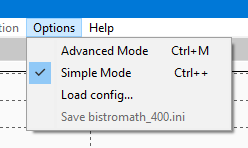 tion Options Help
Advanced Mode Ctrl+M
Simple Mode Ctrl++
Load config...
Save bistromath_400.ini